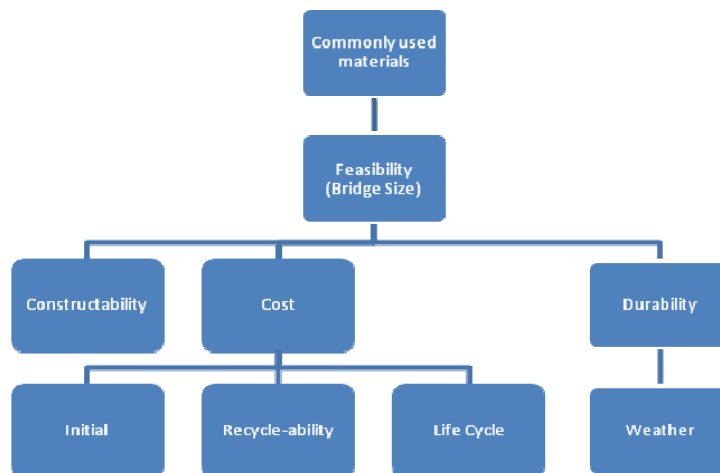 Commonly used
materials
Feasibility
(Bridge Size)
Constructability
Cost
Durability
Initial
Recycle-ability
Life Cycle
Weather